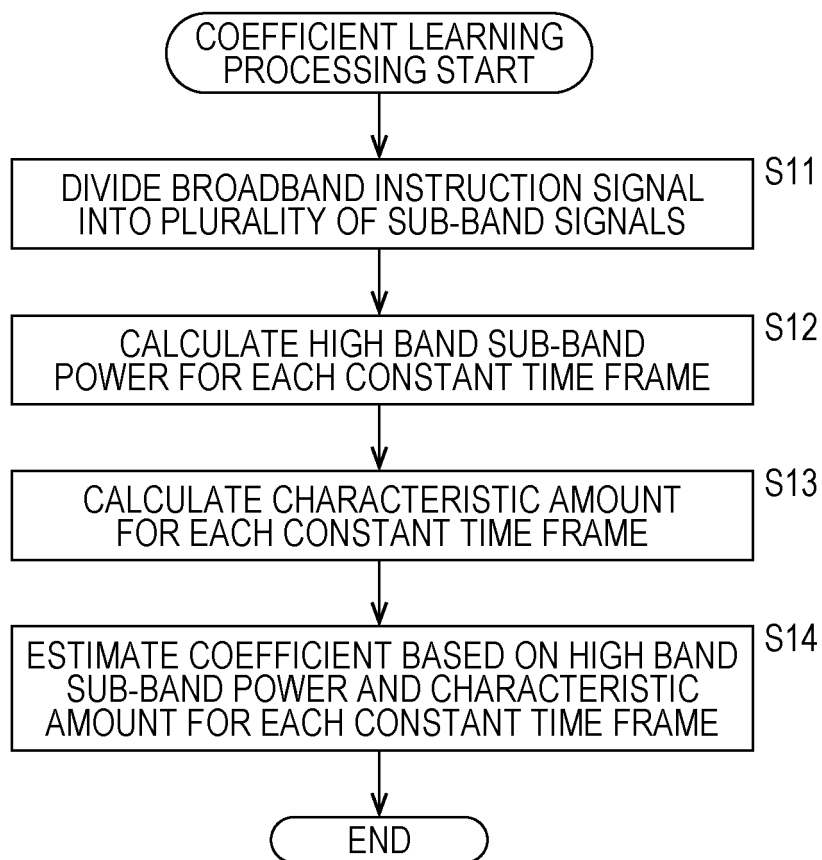 COEFFICIENT LEARNING
PROCESSING START
S11
DIVIDE BROADBAND INSTRUCTION SIGNAL
INTO PLURALITY OF SUB-BAND SIGNALS
S12
CALCULATE HIGH BAND SUB-BAND
POWER FOR EACH CONSTANT TIME FRAME
S13
CALCULATE CHARACTERISTIC AMOUNT
FOR EACH CONSTANT TIME FRAME
S14
ESTIMATE COEFFICIENT BASED ON HIGH BAND
SUB-BAND POWER AND CHARACTERISTIC
AMOUNT FOR EACH CONSTANT TIME FRAME
END